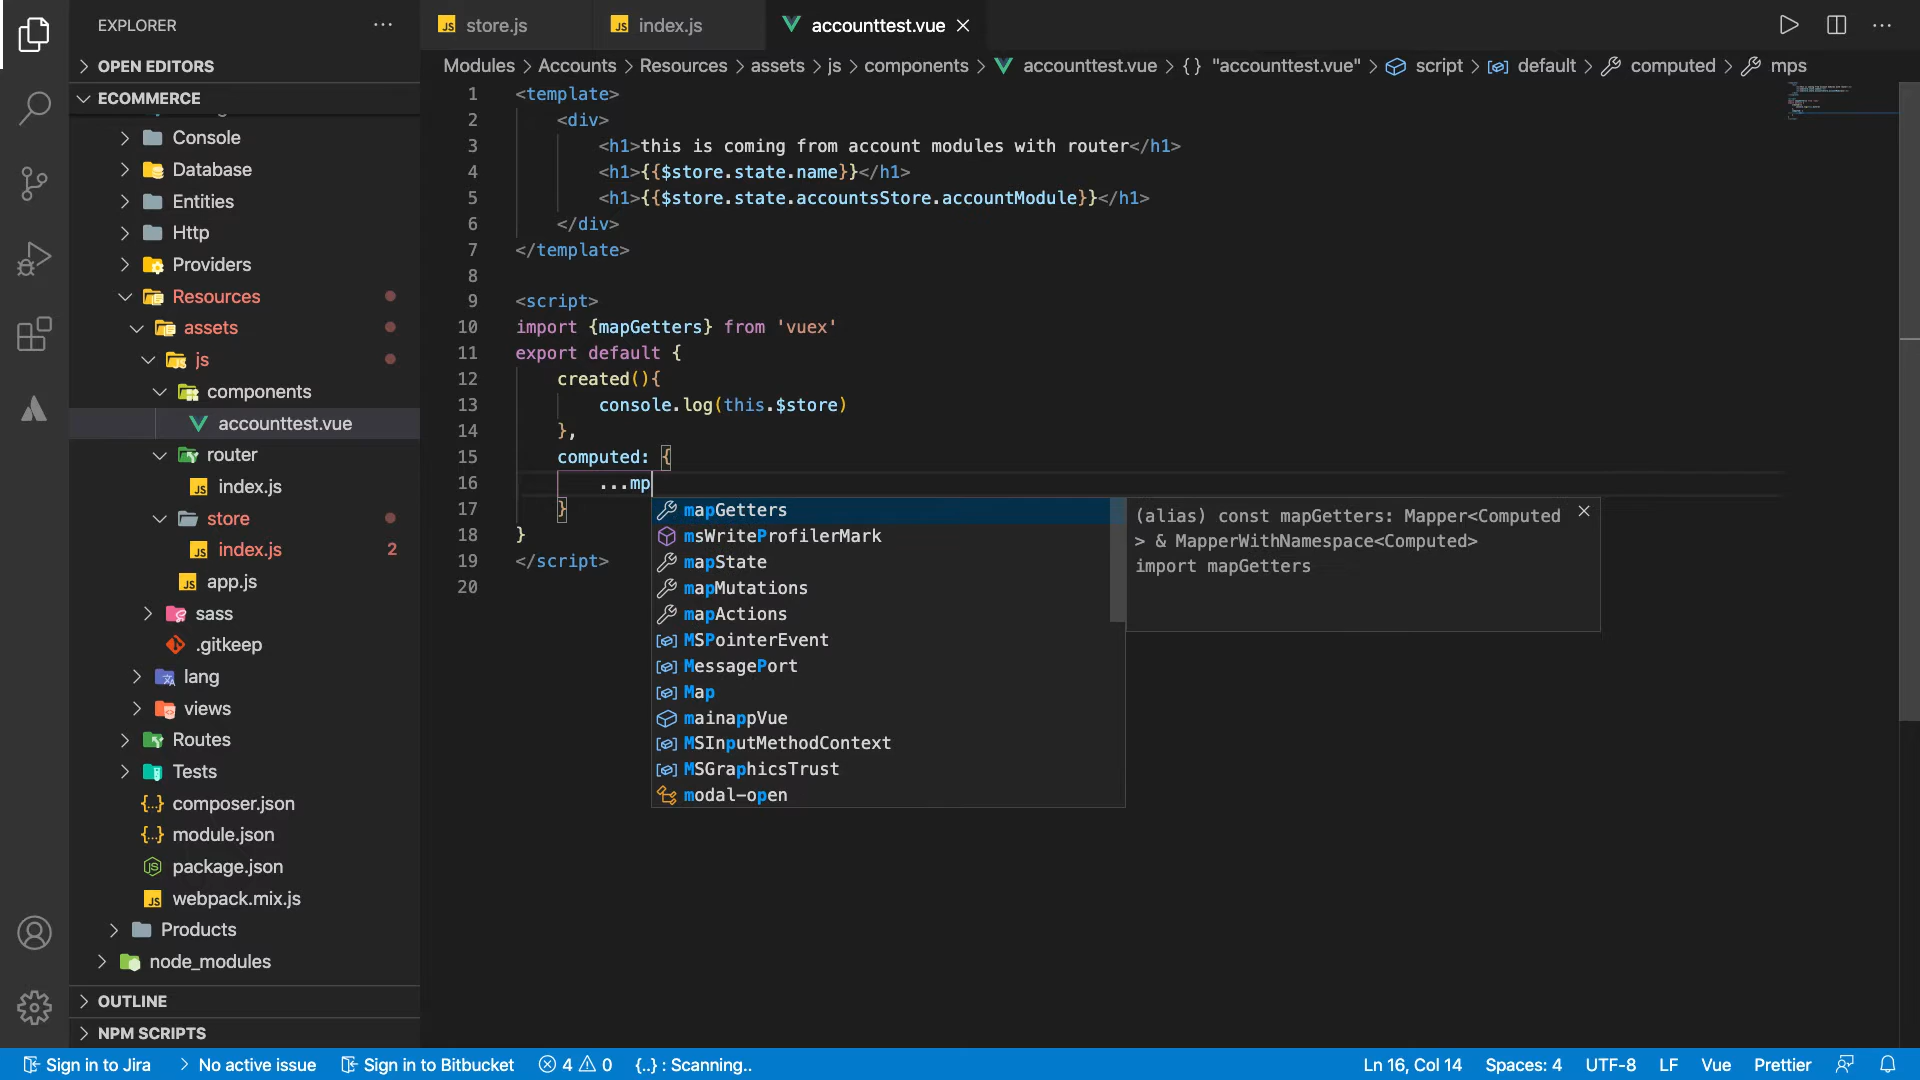 EXPLORER
OPEN EDITORS
ECOMMERCE
Console
Database
Entities
Http
Providers
Resources
assets
js
components
accounttest.vue
router
index.js
store
index.js 2
app.js
sass
.gitkeep
lang
views
Routes
Tests
composer.json
module.json
package.json
webpack.mix.js
Products
node_modules
OUTLINE
NPM SCRIPTS
store.js
index.js
accounttest.vue
Modules > Accounts > Resources > assets > js > components > accounttest.vue > {} "accounttest.vue" > script > default > computed > mps
1 <template>
2 <div>
3 <h1>this is coming from account modules with router</h1>
4 <h1>{{$store.state.name}}</h1>
5 <h1>{{$store.state.accountsStore.accountModule}}</h1>
6 </div>
7 </template>
8
9 <script>
10 import {mapGetters} from 'vuex'
11 export default {
12 created(){
13 console.log(this.$store)
14 },
15 computed: {
16 ...mp
17 }
18 }
19 </script>
20
mapGetters
msWriteProfilerMark
mapState
mapMutations
mapActions
MSPointerEvent
MessagePort
Map
mainappVue
MSInputMethodContext
MSGraphicsTrust
modal-open
(alias) const mapGetters: Mapper<Computed
> & MapperWithNamespace<Computed>
import mapGetters
Sign in to Jira
No active issue
Sign in to Bitbucket
4 0
{..} : Scanning..
Ln 16, Col 14
Spaces: 4
UTF-8
LF
Vue
Prettier